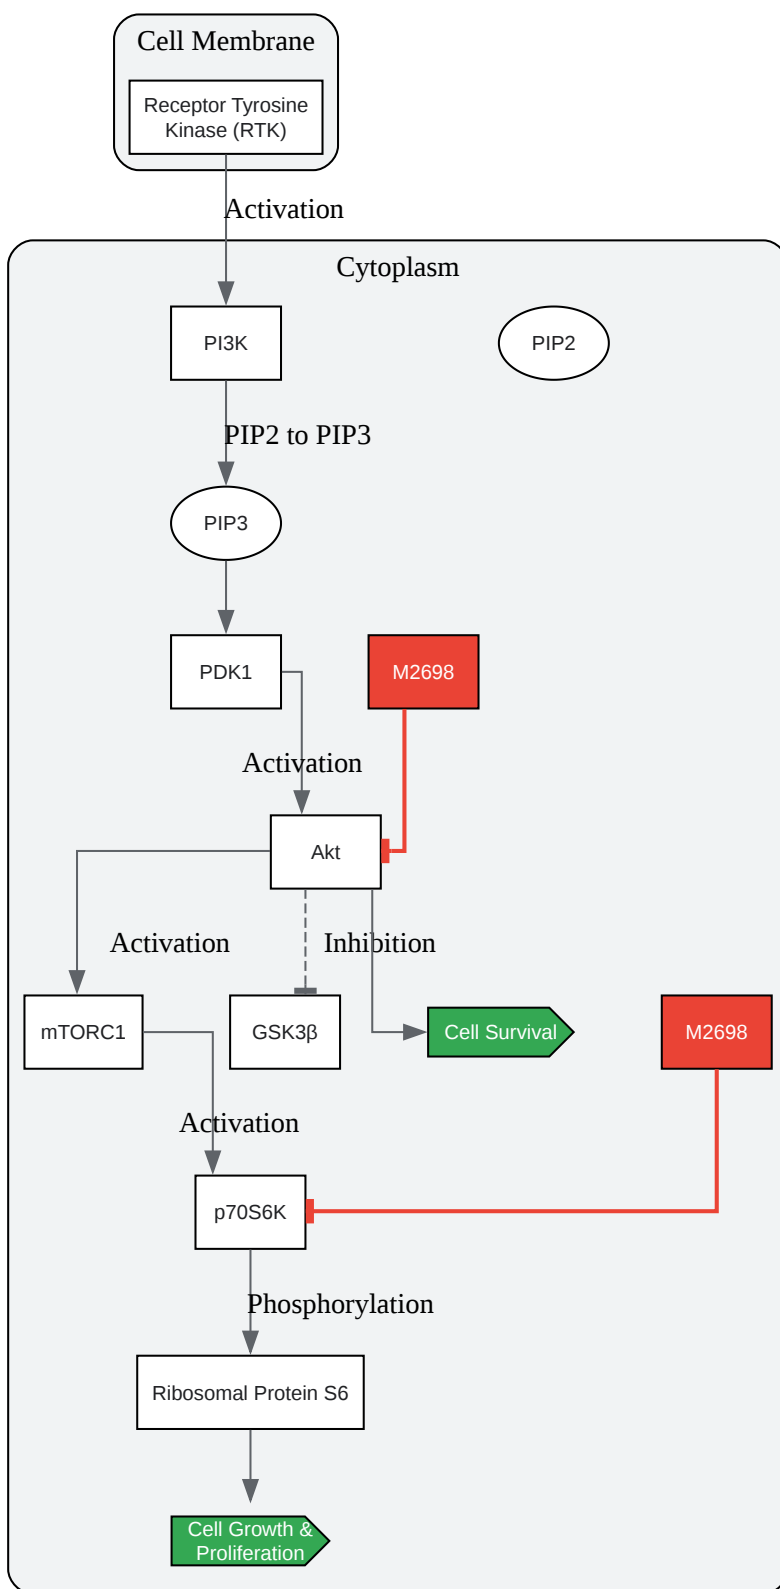 Cell Membrane
Receptor Tyrosine
Kinase (RTK)
Activation
Cytoplasm
PI3K
PIP2
PIP2 to PIP3
PIP3
PDK1
M2698
Activation
Akt
Activation
Inhibition
mTORC1
GSK3β
Cell Survival
M2698
Activation
p70S6K
Phosphorylation
Ribosomal Protein S6
Cell Growth &
Proliferation